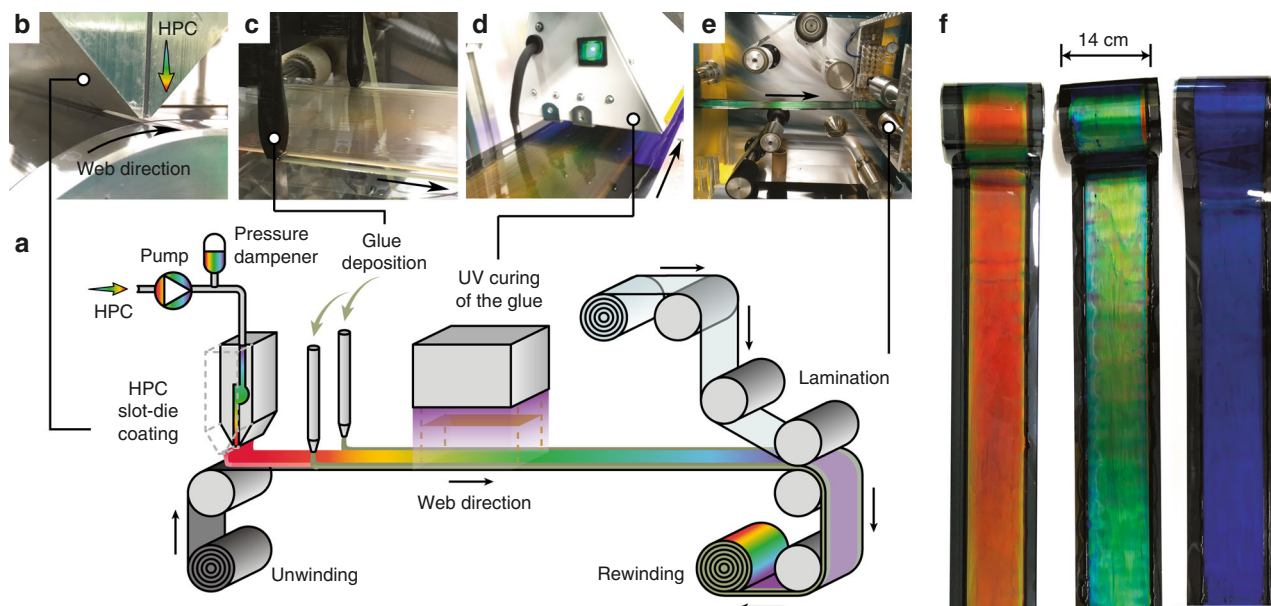 b
HPC
Web direction
c
d
e
f
14 cm
a
Pump
Pressure
dampener
HPC
Glue
deposition
UV curing
of the glue
HPC
slot-die
coating
Lamination
Web direction
Unwinding
Rewinding